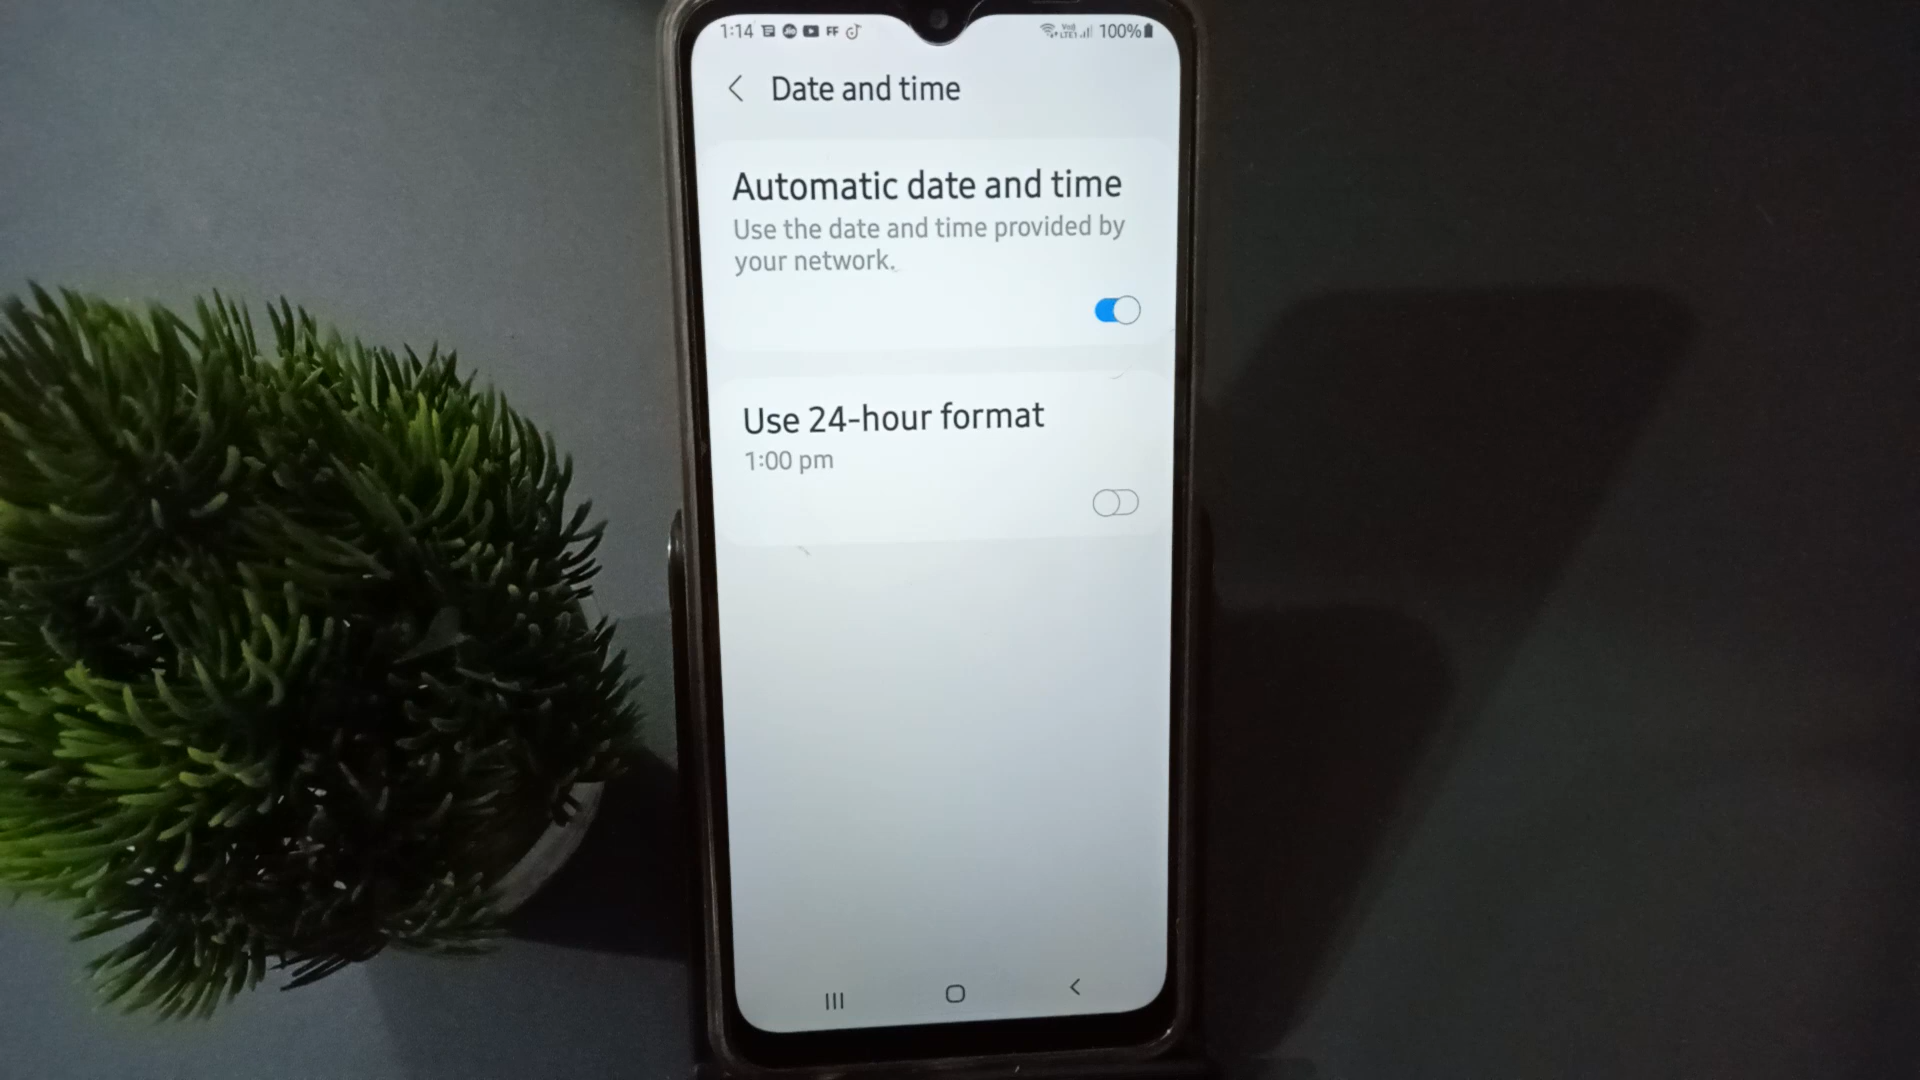 1:14 FF 100%
Date and time
Automatic date and time
Use the date and time provided by
your network.
Use 24-hour format
1:00 pm